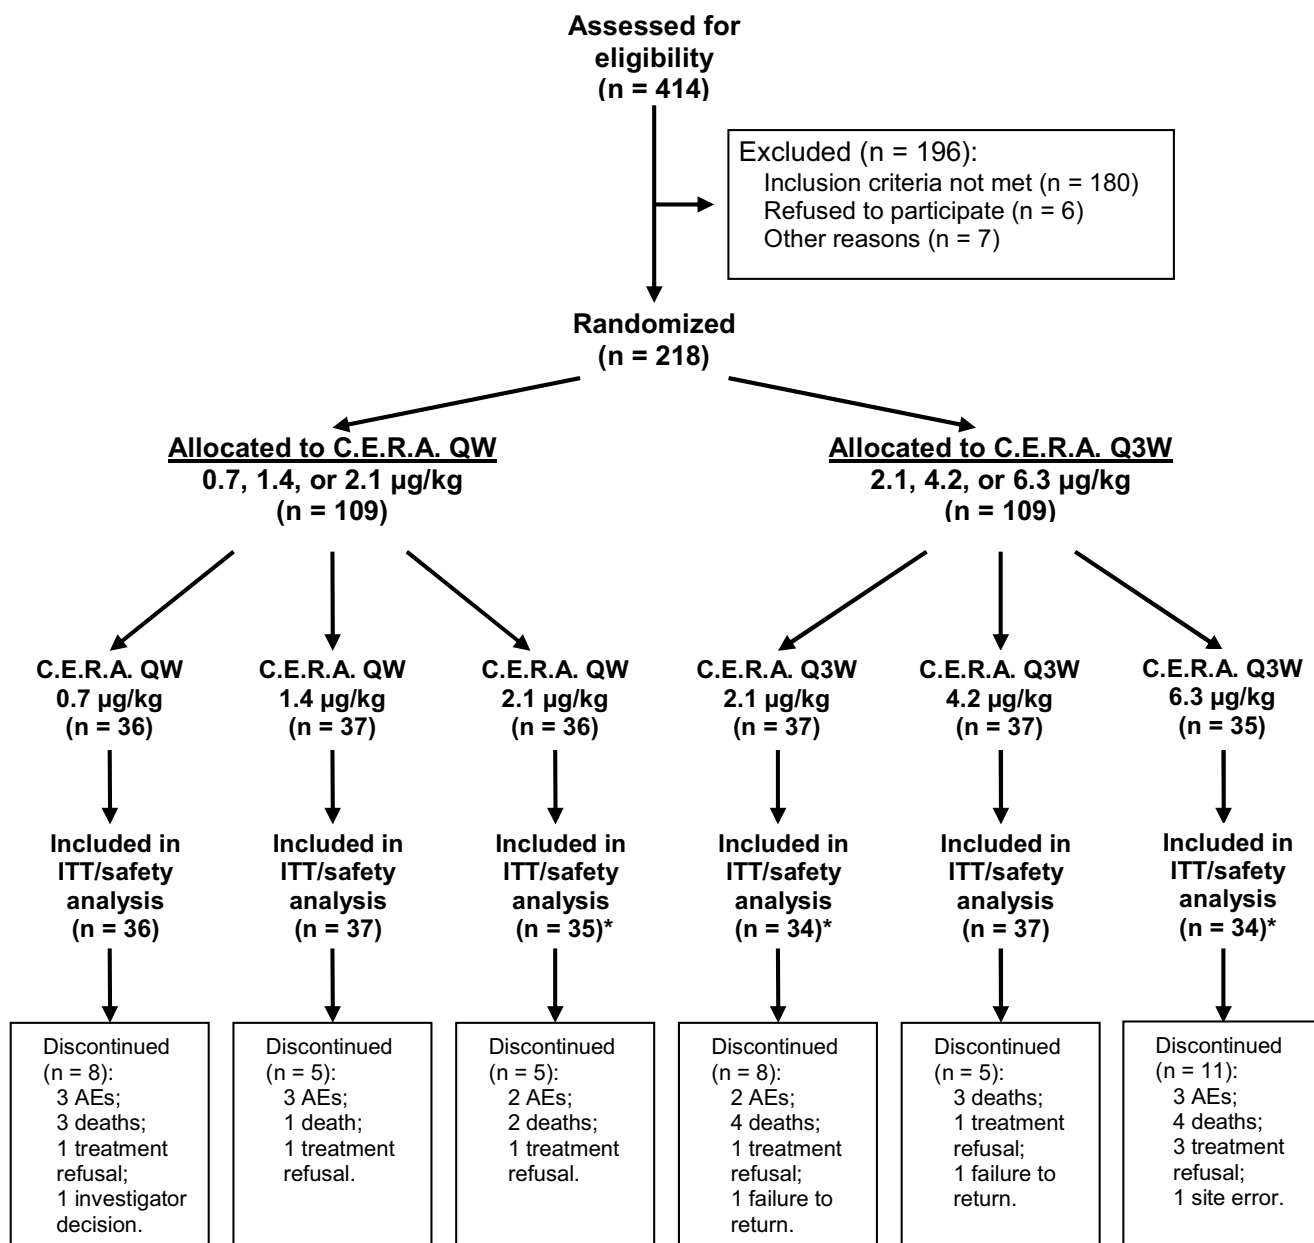 Assessed for
eligibility
(n = 414)
Excluded (n = 196):
Inclusion criteria not met (n = 180)
Refused to participate (n = 6)
Other reasons (n = 7)
Randomized
(n = 218)
Allocated to C.E.R.A. QW
0.7, 1.4, or 2.1 µg/kg
(n = 109)
Allocated to C.E.R.A. Q3W
2.1, 4.2, or 6.3 µg/kg
(n = 109)
C.E.R.A. QW
0.7 µg/kg
(n = 36)
C.E.R.A. QW
1.4 µg/kg
(n = 37)
C.E.R.A. QW
2.1 µg/kg
(n = 36)
C.E.R.A. Q3W
2.1 µg/kg
(n = 37)
C.E.R.A. Q3W
4.2 µg/kg
(n = 37)
C.E.R.A. Q3W
6.3 µg/kg
(n = 35)
Included in
ITT/safety
analysis
(n = 36)
Included in
ITT/safety
analysis
(n = 37)
Included in
ITT/safety
analysis
(n = 35)*
Included in
ITT/safety
analysis
(n = 34)*
Included in
ITT/safety
analysis
(n = 37)
Included in
ITT/safety
analysis
(n = 34)*
Discontinued
(n = 8):
3 AEs;
3 deaths;
1 treatment
refusal;
1 investigator
decision.
Discontinued
(n = 5):
3 AEs;
1 death;
1 treatment
refusal.
Discontinued
(n = 5):
2 AEs;
2 deaths;
1 treatment
refusal.
Discontinued
(n = 8):
2 AEs;
4 deaths;
1 treatment
refusal;
1 failure to
return.
Discontinued
(n = 5):
3 deaths;
1 treatment
refusal;
1 failure to
return.
Discontinued
(n = 11):
3 AEs;
4 deaths;
3 treatment
refusal;
1 site error.